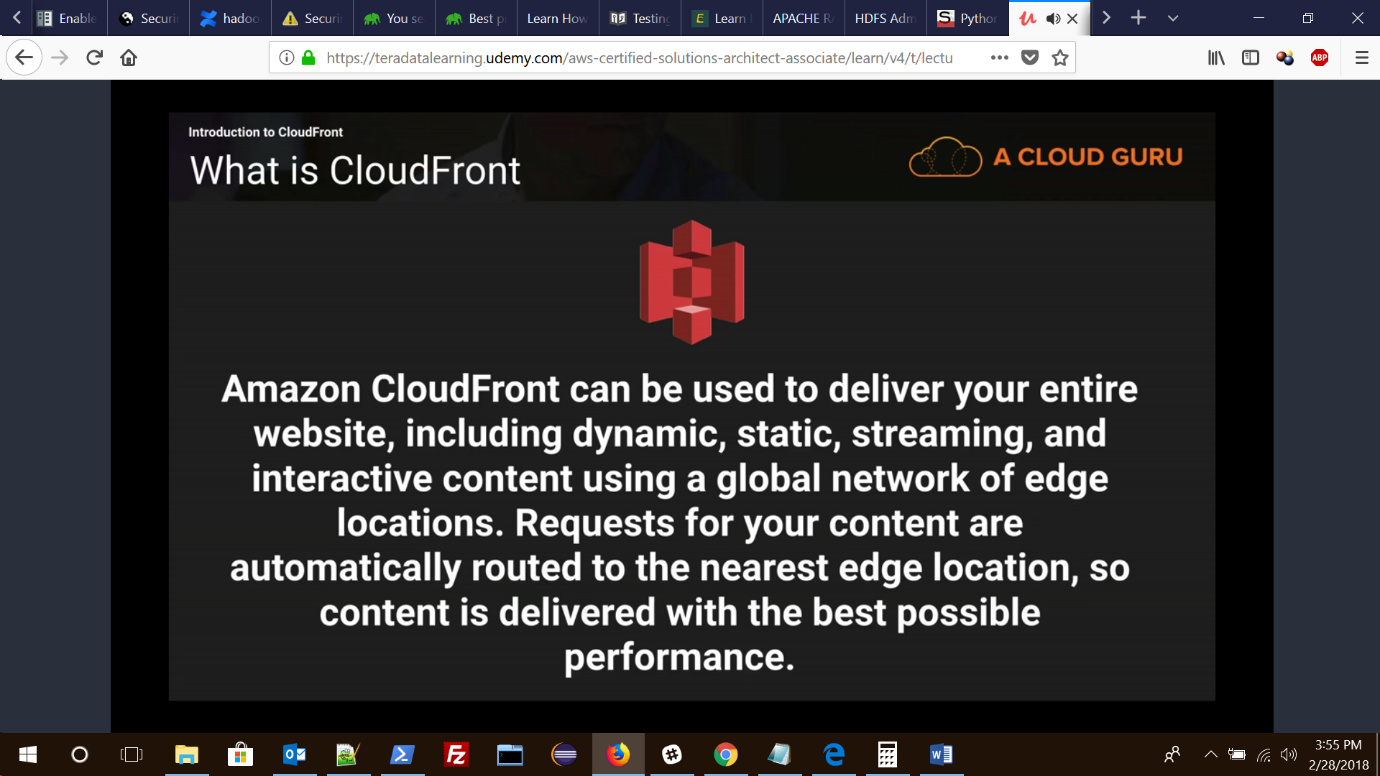 Enable
Securi
hadoo
Securi
You se
Best p
Learn How
Testing
Learn
APACHE RA
HDFS Adm
Python
https://teradatalearning.udemy.com/aws-certified-solutions-architect-associate/learn/v4/t/lectu
ABP
Introduction to CloudFront
What is CloudFront
A CLOUD GURU
Amazon CloudFront can be used to deliver your entire
website, including dynamic, static, streaming, and
interactive content using a global network of edge
locations. Requests for your content are
automatically routed to the nearest edge location, so
content is delivered with the best possible
performance.
3:55 PM
2/28/2018